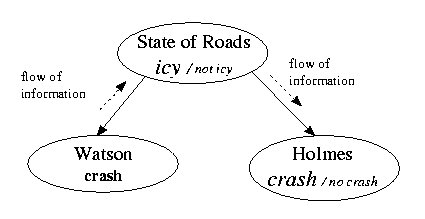 State of Roads
icy / not icy
flow of
information
flow of
information
Watson
crash
Holmes
crash / no crash